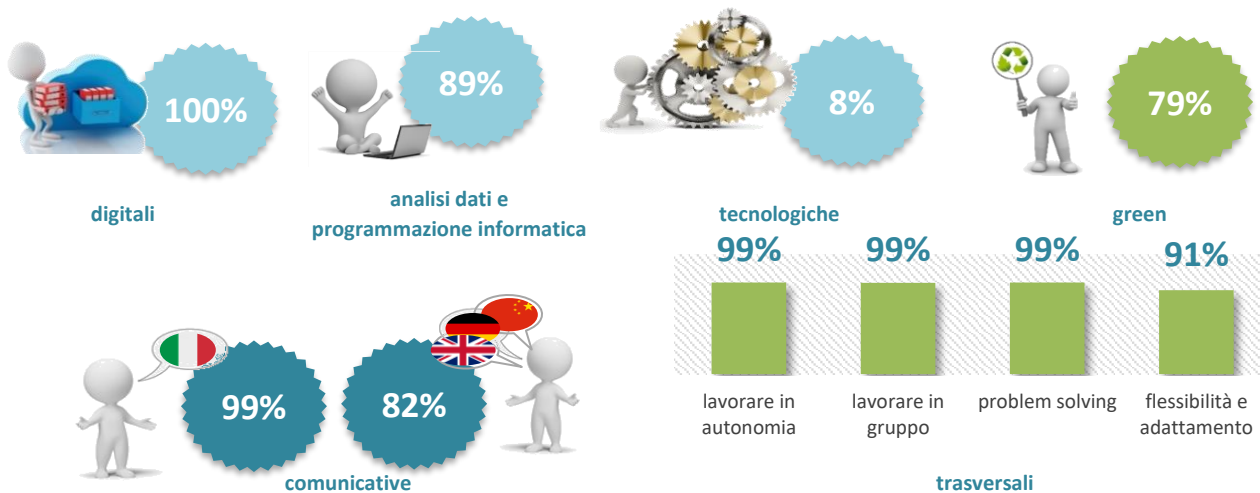 100%
89%
8%
79%
digitali
analisi dati e
programmazione informatica
tecnologiche
green
99%
99%
99%
91%
lavorare in
autonomia
lavorare in
gruppo
problem solving
flessibilità e
adattamento
99%
82%
comunicative
trasversali